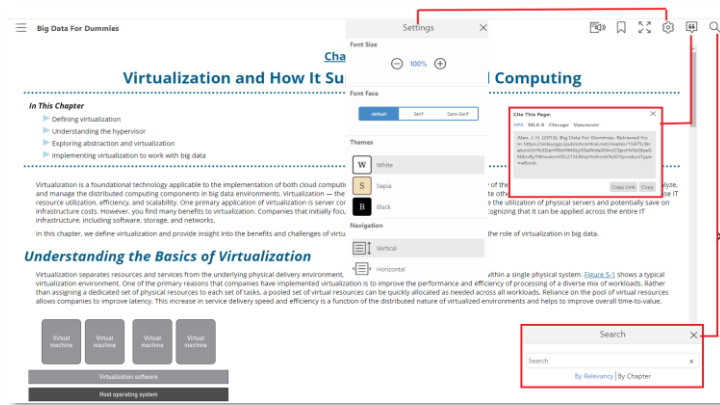 Big Data For Dummies
Settings
Font Size
100%
Font Face
default
Serif
Sans-Serif
Themes
W White
S Sepia
B Black
Navigation
Vertical
Horizontal
Cha
Virtualization and How It Su
Computing
In This Chapter
Defining virtualization
Understanding the hypervisor
Exploring abstraction and virtualization
Implementing virtualization to work with big data
Cite This Page:
APA MLA 8 Chicago Vancouver
Alan, J. H. (2013). Big Data For Dummies. Retrieved fro
Copy Link
Copy
Virtualization is a foundational technology applicable to the implementation of both cloud computi
and manage the distributed computing components in big data environments. Virtualization — the
resource utilization, efficiency, and scalability. One primary application of virtualization is server con
the utilization of physical servers and potentially save on
infrastructure costs. However, you find many benefits to virtualization. Companies that initially foc
cognizing that it can be applied across the entire IT
infrastructure, including software, storage, and networks.
In this chapter, we define virtualization and provide insight into the benefits and challenges of virtu
the role of virtualization in big data.
Understanding the Basics of Virtualization
Virtualization separates resources and services from the underlying physical delivery environment,
within a single physical system. Figure 5-1 shows a typical
virtualization environment. One of the primary reasons that companies have implemented virtualization is to improve the performance and efficiency of processing of a diverse mix of workloads. Rather
than assigning a dedicated set of physical resources to each set of tasks, a pooled set of virtual resources can be quickly allocated as needed across all workloads. Reliance on the pool of virtual resources
allows companies to improve latency. This increase in service delivery speed and efficiency is a function of the distributed nature of virtualized environments and helps to improve overall time-to-value.
Virtual machine
Virtual machine
Virtual machine
Virtual machine
Virtualization software
Host operating system
Search
Search
By Relevancy | By Chapter